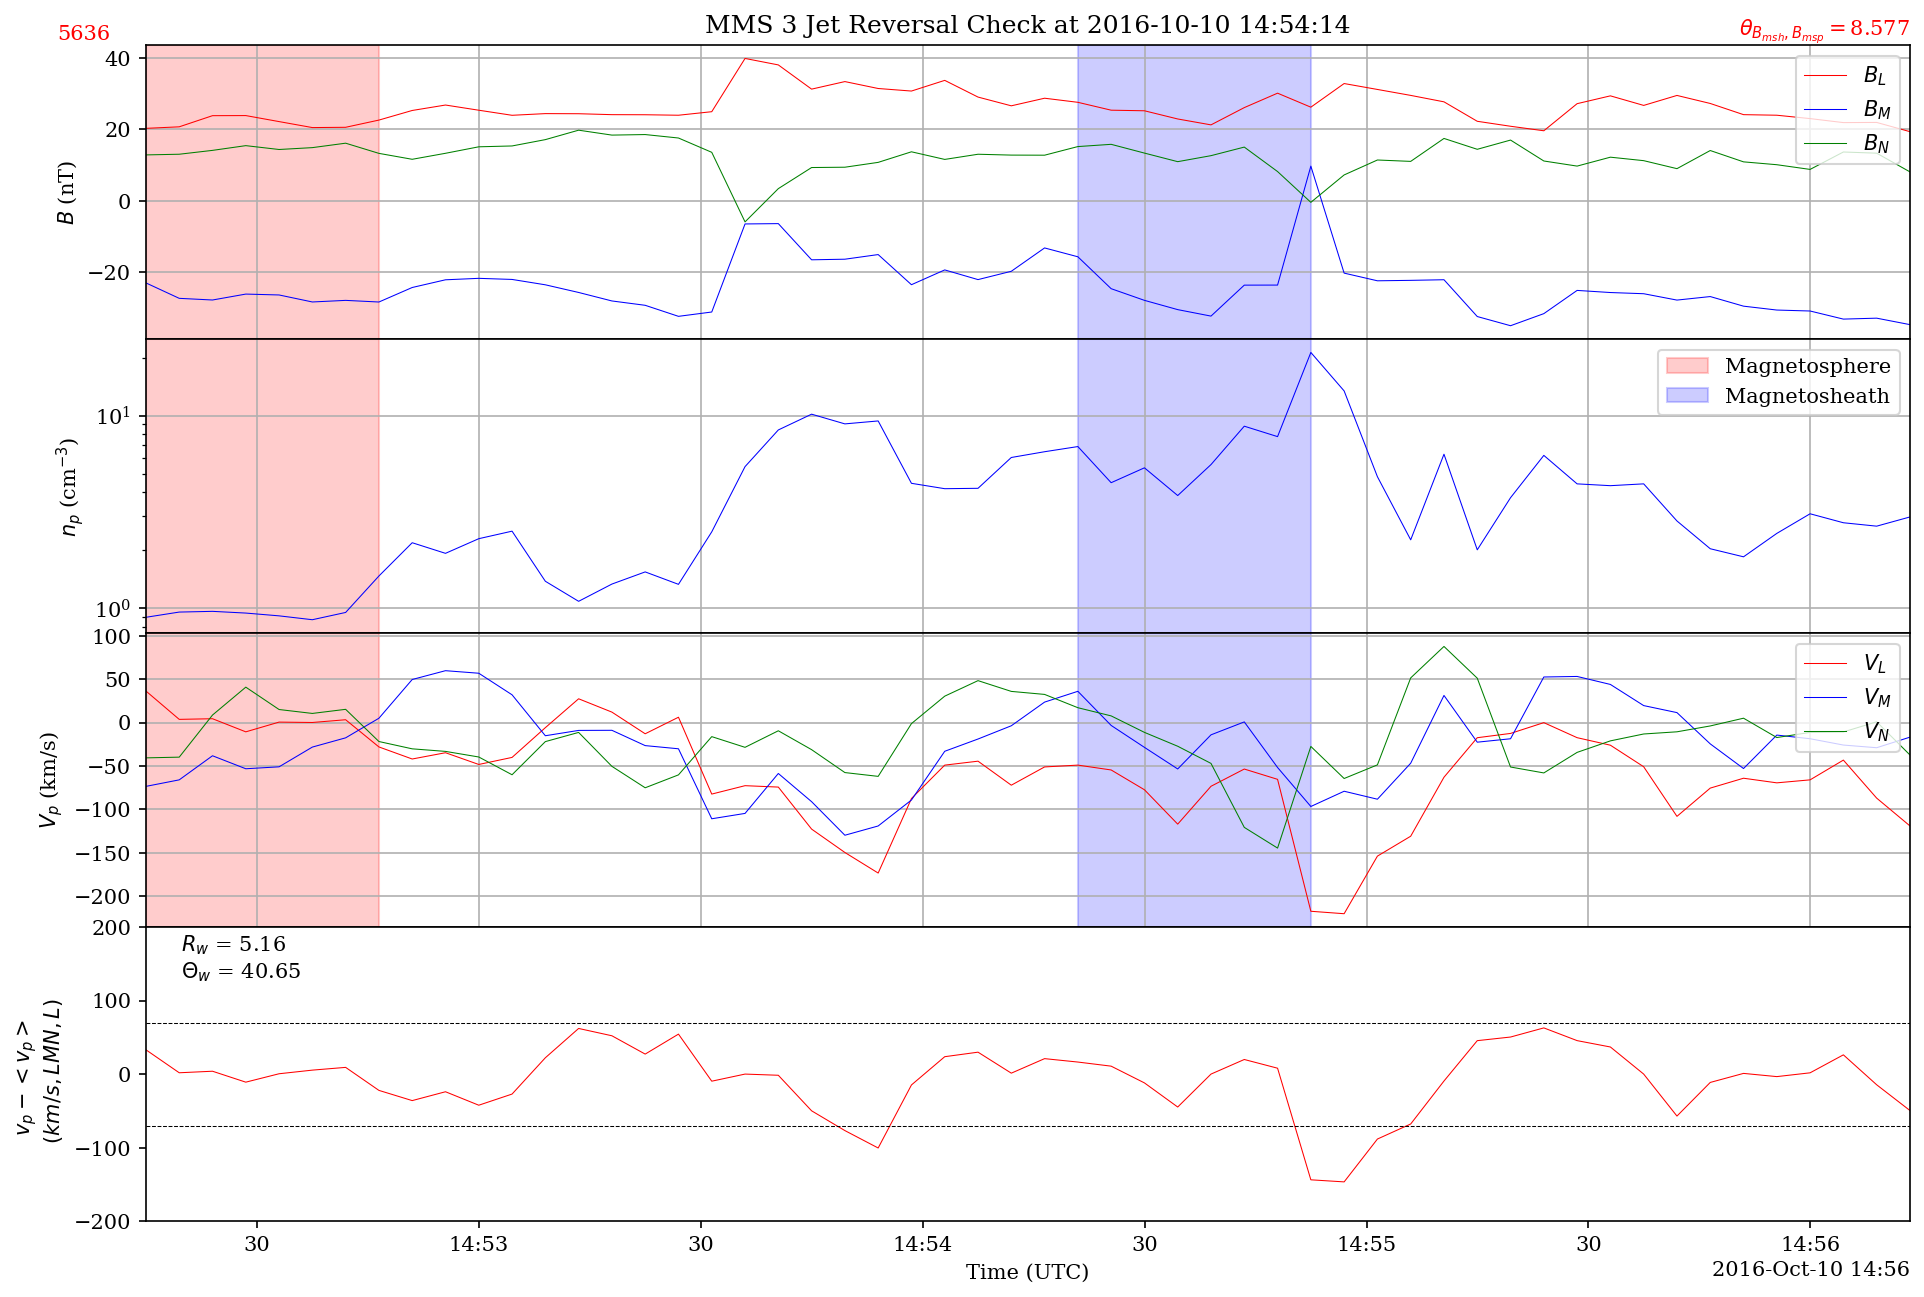 5636
MMS 3 Jet Reversal Check at 2016-10-10 14:54:14
θ_{B_{msh}, B_{msp}} = 8.577
40
20
0
−20
B (nT)
B_L
B_M
B_N
10^1
10^0
n_p (cm^{−3})
Magnetosphere
Magnetosheath
100
50
0
−50
−100
−150
−200
V_p (km/s)
V_L
V_M
V_N
200
100
0
−100
−200
v_p − <v_p>
(km/s, LMN, L)
R_w = 5.16
Θ_w = 40.65
30 14:53 30 14:54 30 14:55 30 14:56
Time (UTC)
2016-Oct-10 14:56